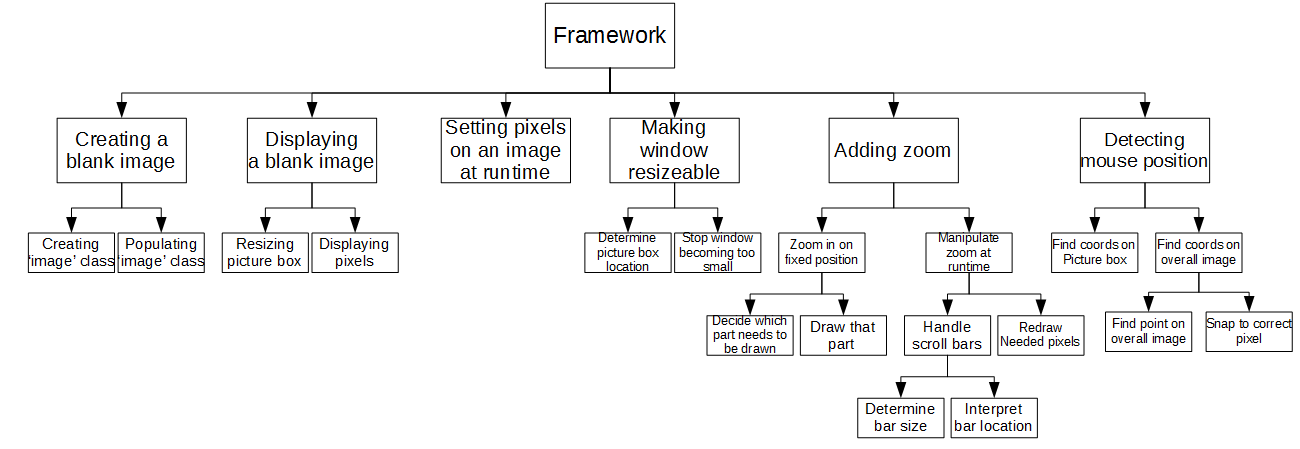 Framework
Creating a
blank image
Displaying
a blank image
Setting pixels
on an image
at runtime
Making
window
resizeable
Adding zoom
Detecting
mouse position
Creating
‘image’ class
Populating
‘image’ class
Resizing
picture box
Displaying
pixels
Determine
picture box
location
Stop window
becoming too
small
Zoom in on
fixed position
Manipulate
zoom at
runtime
Find coords on
Picture box
Find coords on
overall image
Decide which
part needs to
be drawn
Draw that
part
Handle
scroll bars
Redraw
Needed pixels
Find point on
overall image
Snap to correct
pixel
Determine
bar size
Interpret
bar location